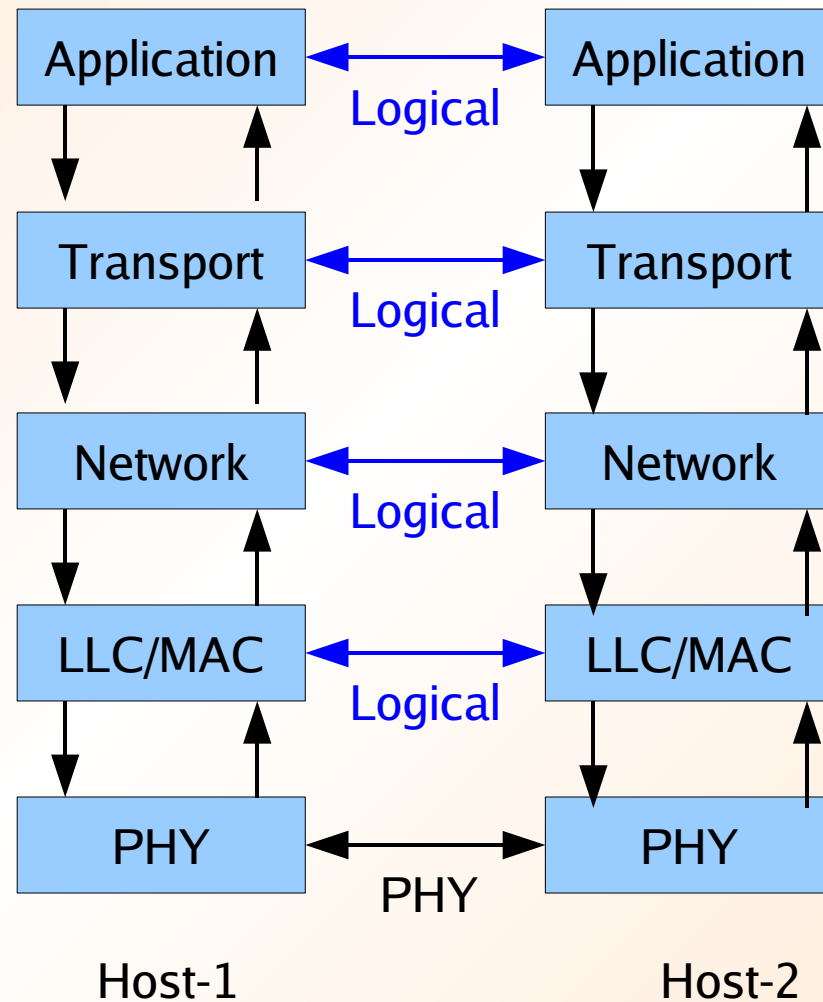 Application Application
Logical
Transport Transport
Logical
Network Network
Logical
LLC/MAC LLC/MAC
Logical
PHY PHY
PHY
Host-1 Host-2